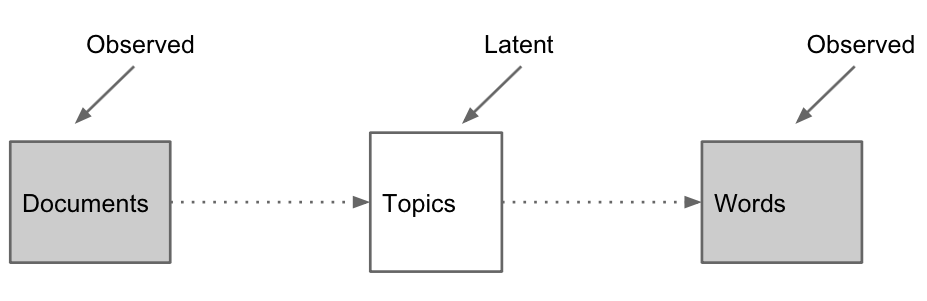 Observed
Latent
Observed
Documents
Topics
Words